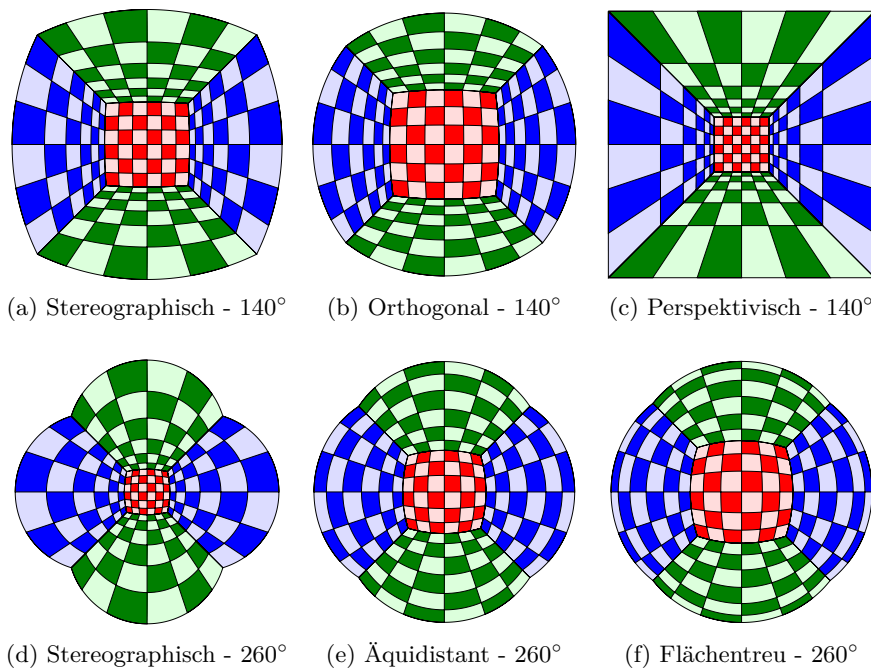 (a) Stereographisch - 140°
(b) Orthogonal - 140°
(c) Perspektivisch - 140°
(d) Stereographisch - 260°
(e) Äquidistant - 260°
(f) Flächentreu - 260°